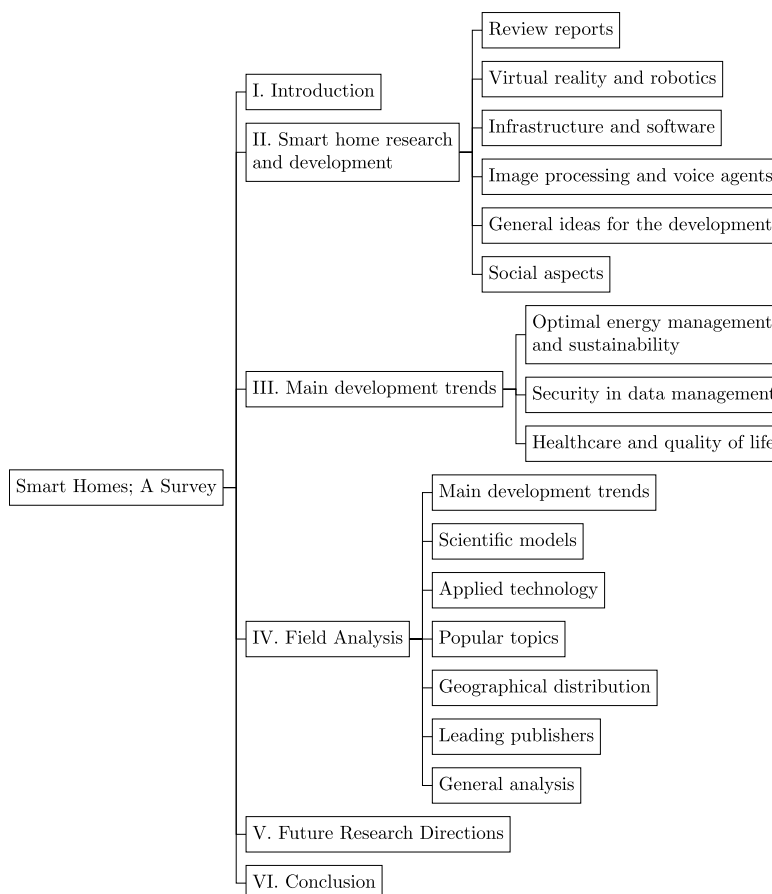 Smart Homes; A Survey
I. Introduction
II. Smart home research
and development
Review reports
Virtual reality and robotics
Infrastructure and software
Image processing and voice agents
General ideas for the development
Social aspects
III. Main development trends
Optimal energy management
and sustainability
Security in data management
Healthcare and quality of life
IV. Field Analysis
Main development trends
Scientific models
Applied technology
Popular topics
Geographical distribution
Leading publishers
General analysis
V. Future Research Directions
VI. Conclusion